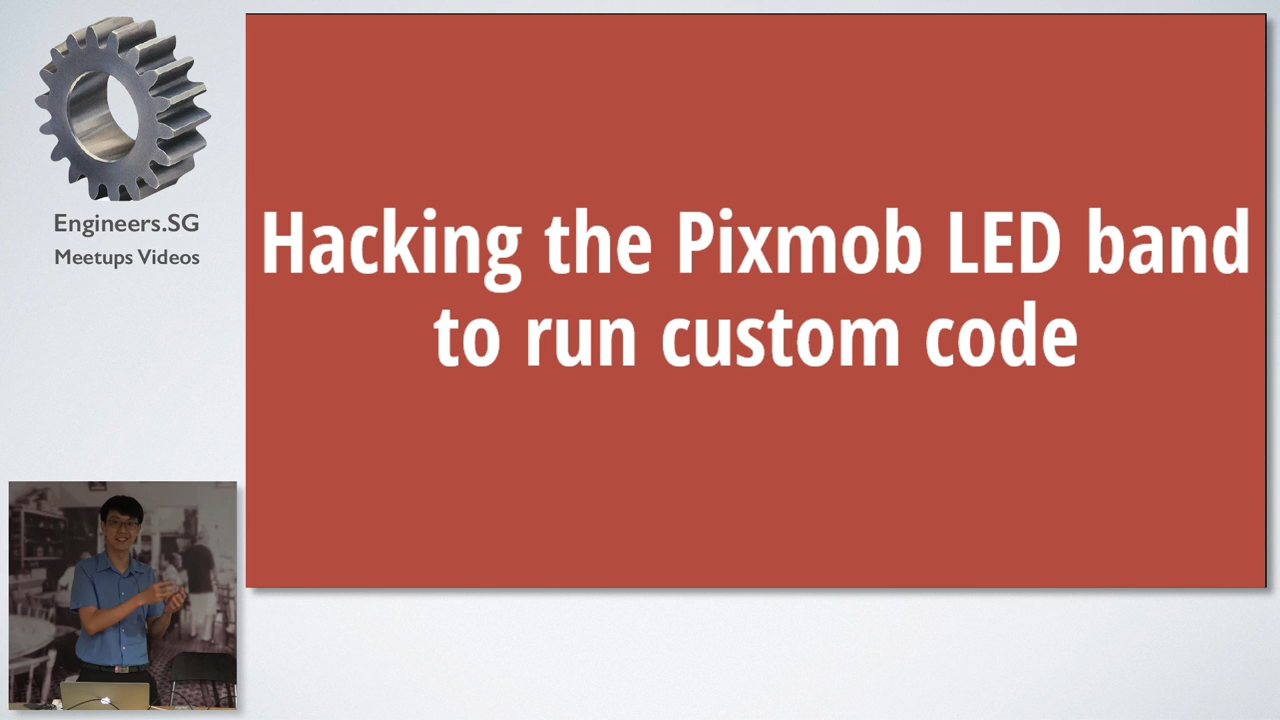 Engineers.SG
Meetups Videos
Hacking the Pixmob LED band
to run custom code